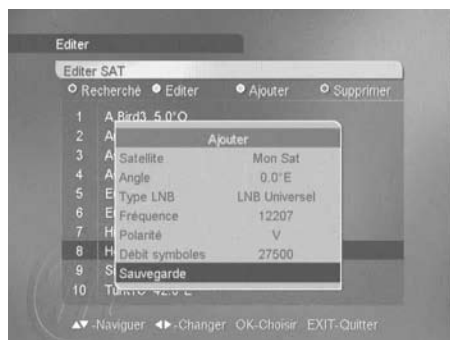 Editer
Editer SAT
Recherché Editer Ajouter Supprimer
1 A.Bird3 5.0°O
2
3
4
5
6
7
8
9
10 42.0°E
Ajouter
Satellite Mon Sat
Angle 0.0°E
Type LNB LNB Universel
Fréquence 12207
Polarité V
Débit symboles 27500
Sauvegarde
▲▼-Naviguer ◄►-Changer OK-Choisir EXIT-Quitter